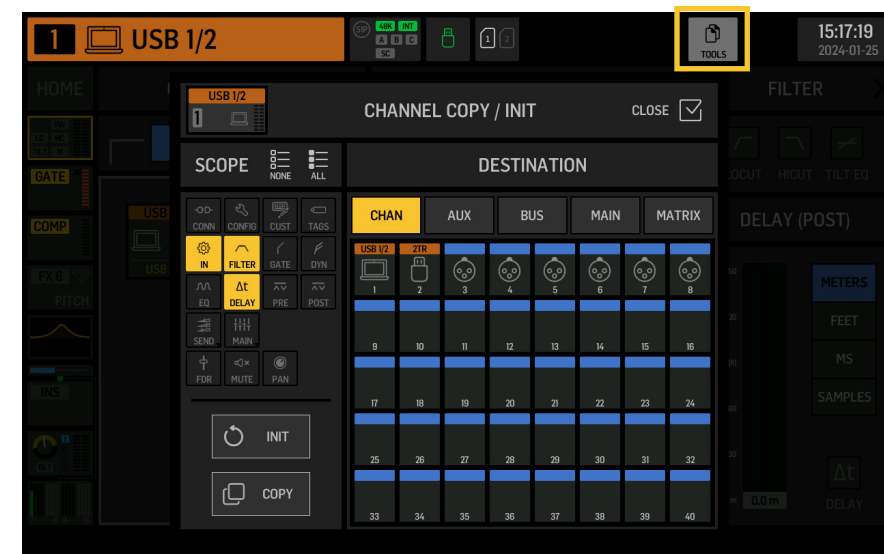 1 USB 1/2
SIP 48K INT
A B C
SC
1 2
TOOLS
15:17:19
2024-01-25
HOME
FILTER
USB 1/2
1
CHANNEL COPY / INIT
CLOSE
SCOPE
NONE
ALL
DESTINATION
CONN CONFIG CUST TAGS
IN FILTER GATE DYN
EQ Δt DELAY PRE POST
SEND MAIN
FDR MUTE PAN
INIT
COPY
CHAN AUX BUS MAIN MATRIX
USB 1/2 2TR
1 2 3 4 5 6 7 8
9 10 11 12 13 14 15 16
17 18 19 20 21 22 23 24
25 26 27 28 29 30 31 32
33 34 35 36 37 38 39 40
GATE
COMP
FX 6
PITCH
INS
DLY
USB
USB
HICUT TILT EQ
DELAY (POST)
METERS
FEET
MS
SAMPLES
0.0 m
Δt
DELAY